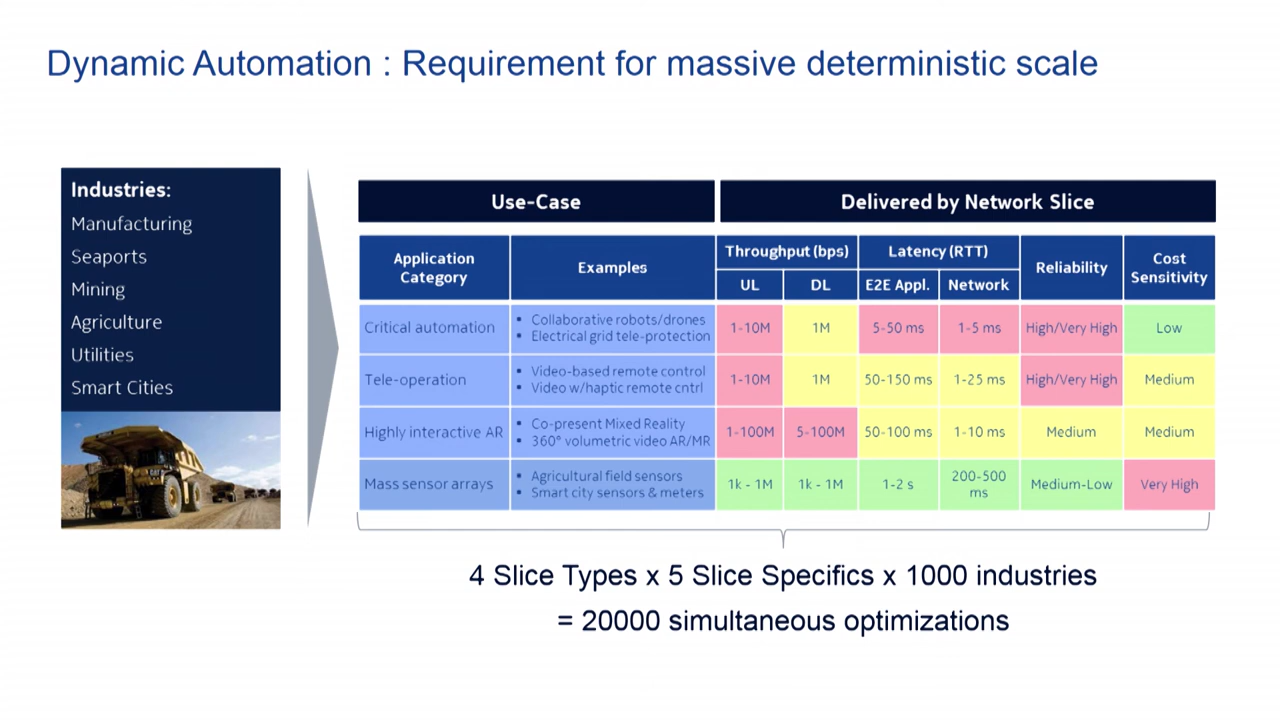 Dynamic Automation : Requirement for massive deterministic scale
Industries:
Manufacturing
Seaports
Mining
Agriculture
Utilities
Smart Cities
Use-Case
Delivered by Network Slice
Application
Category
Examples
Throughput (bps)
Latency (RTT)
Reliability
Cost
Sensitivity
UL
DL
E2E Appl.
Network
Critical automation
▪ Collaborative robots/drones
▪ Electrical grid tele-protection
1-10M
1M
5-50 ms
1-5 ms
High/Very High
Low
Tele-operation
▪ Video-based remote control
▪ Video w/haptic remote cntrl
1-10M
1M
50-150 ms
1-25 ms
High/Very High
Medium
Highly interactive AR
▪ Co-present Mixed Reality
▪ 360° volumetric video AR/MR
1-100M
5-100M
50-100 ms
1-10 ms
Medium
Medium
Mass sensor arrays
▪ Agricultural field sensors
▪ Smart city sensors & meters
1k - 1M
1k - 1M
1-2 s
200-500
ms
Medium-Low
Very High
4 Slice Types x 5 Slice Specifics x 1000 industries
= 20000 simultaneous optimizations